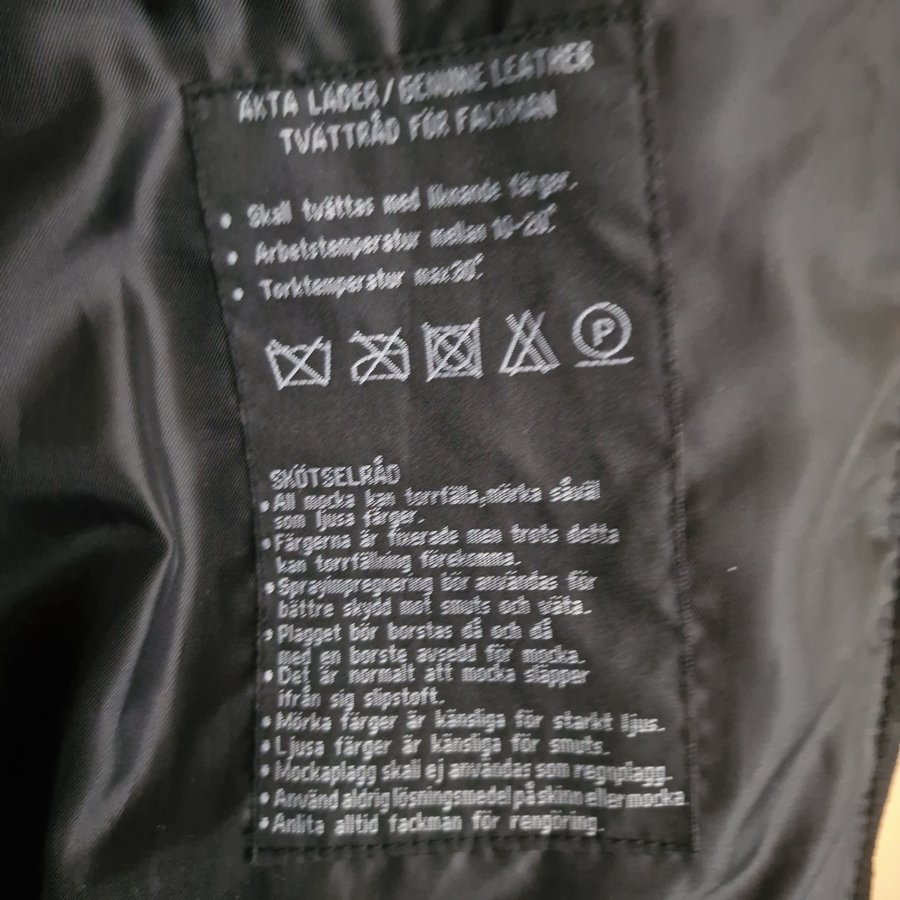 ÄKTA LÄDER/GENUINE LEATHER
TVÄTTRÅD FÖR FACKMAN
• Skall tvättas med liknande färger.
• Arbetstemperatur mellan 15-20°.
• Torktemperatur max 30°.
P
SKÖTSELRÅD
• All mocka kan torrfälla, mörka såväl
som ljusa färger.
• Färgerna är fixerade men trots detta
kan torrfälning förekomma.
• Sprayimpregnering bör användas för
bättre skydd mot smuts och väta.
• Plagget bör borstas då och då
med en borste avsedd för mocka.
• Det är normalt att mocka släpper
ifrån sig slipstoft.
• Mörka färger är känsliga för starkt ljus.
• Ljusa färger är känsliga för smuts.
• Mockaplagg skall ej användas som regnplagg.
• Använd aldrig lösningsmedel på skinn eller mocka.
• Anlita alltid fackman för rengöring.